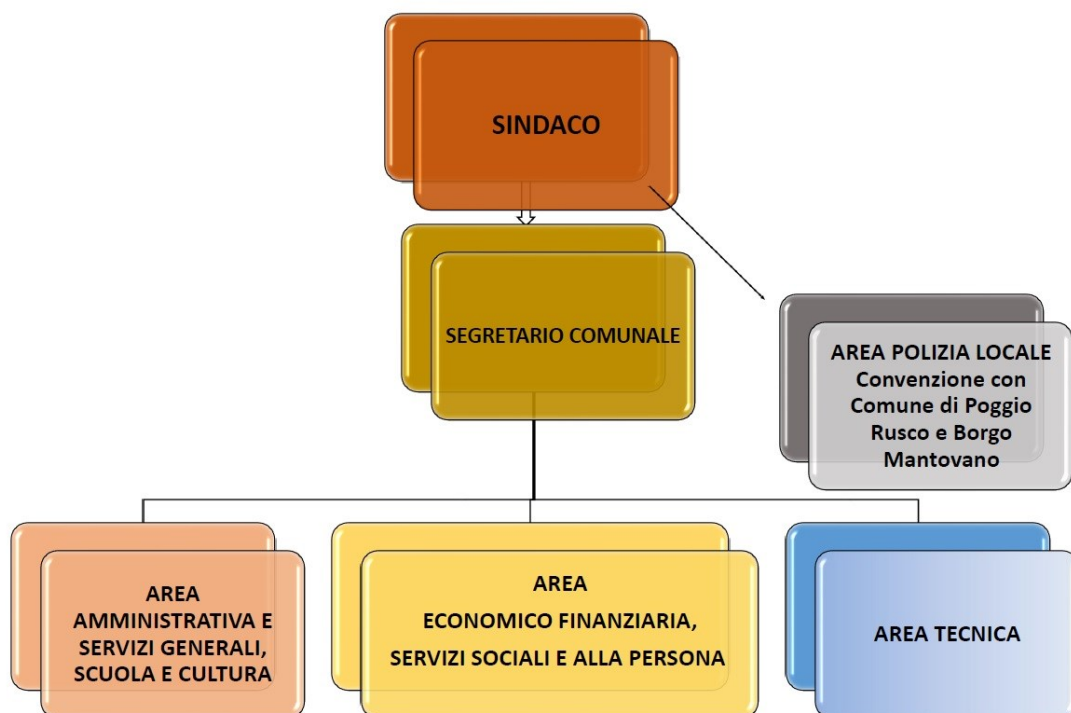 SINDACO
SEGRETARIO COMUNALE
AREA POLIZIA LOCALE
Convenzione con
Comune di Poggio
Rusco e Borgo
Mantovano
AREA
AMMINISTRATIVA E
SERVIZI GENERALI,
SCUOLA E CULTURA
AREA
ECONOMICO FINANZIARIA,
SERVIZI SOCIALI E ALLA PERSONA
AREA TECNICA